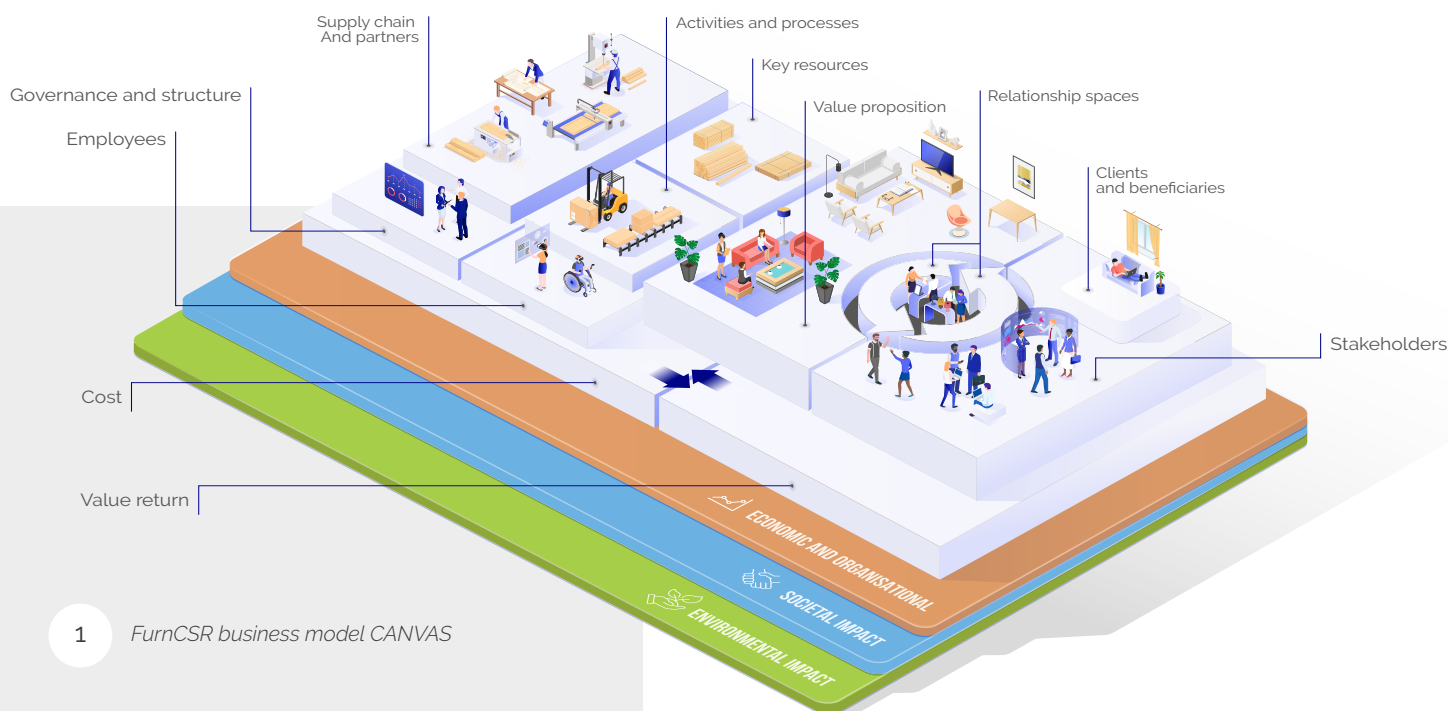 Supply chain
And partners
Activities and processes
Key resources
Governance and structure
Value proposition
Relationship spaces
Employees
Clients
and beneficiaries
Stakeholders
Cost
Value return
ECONOMIC AND ORGANISATIONAL
SOCIETAL IMPACT
ENVIRONMENTAL IMPACT
1
FurnCSR business model CANVAS